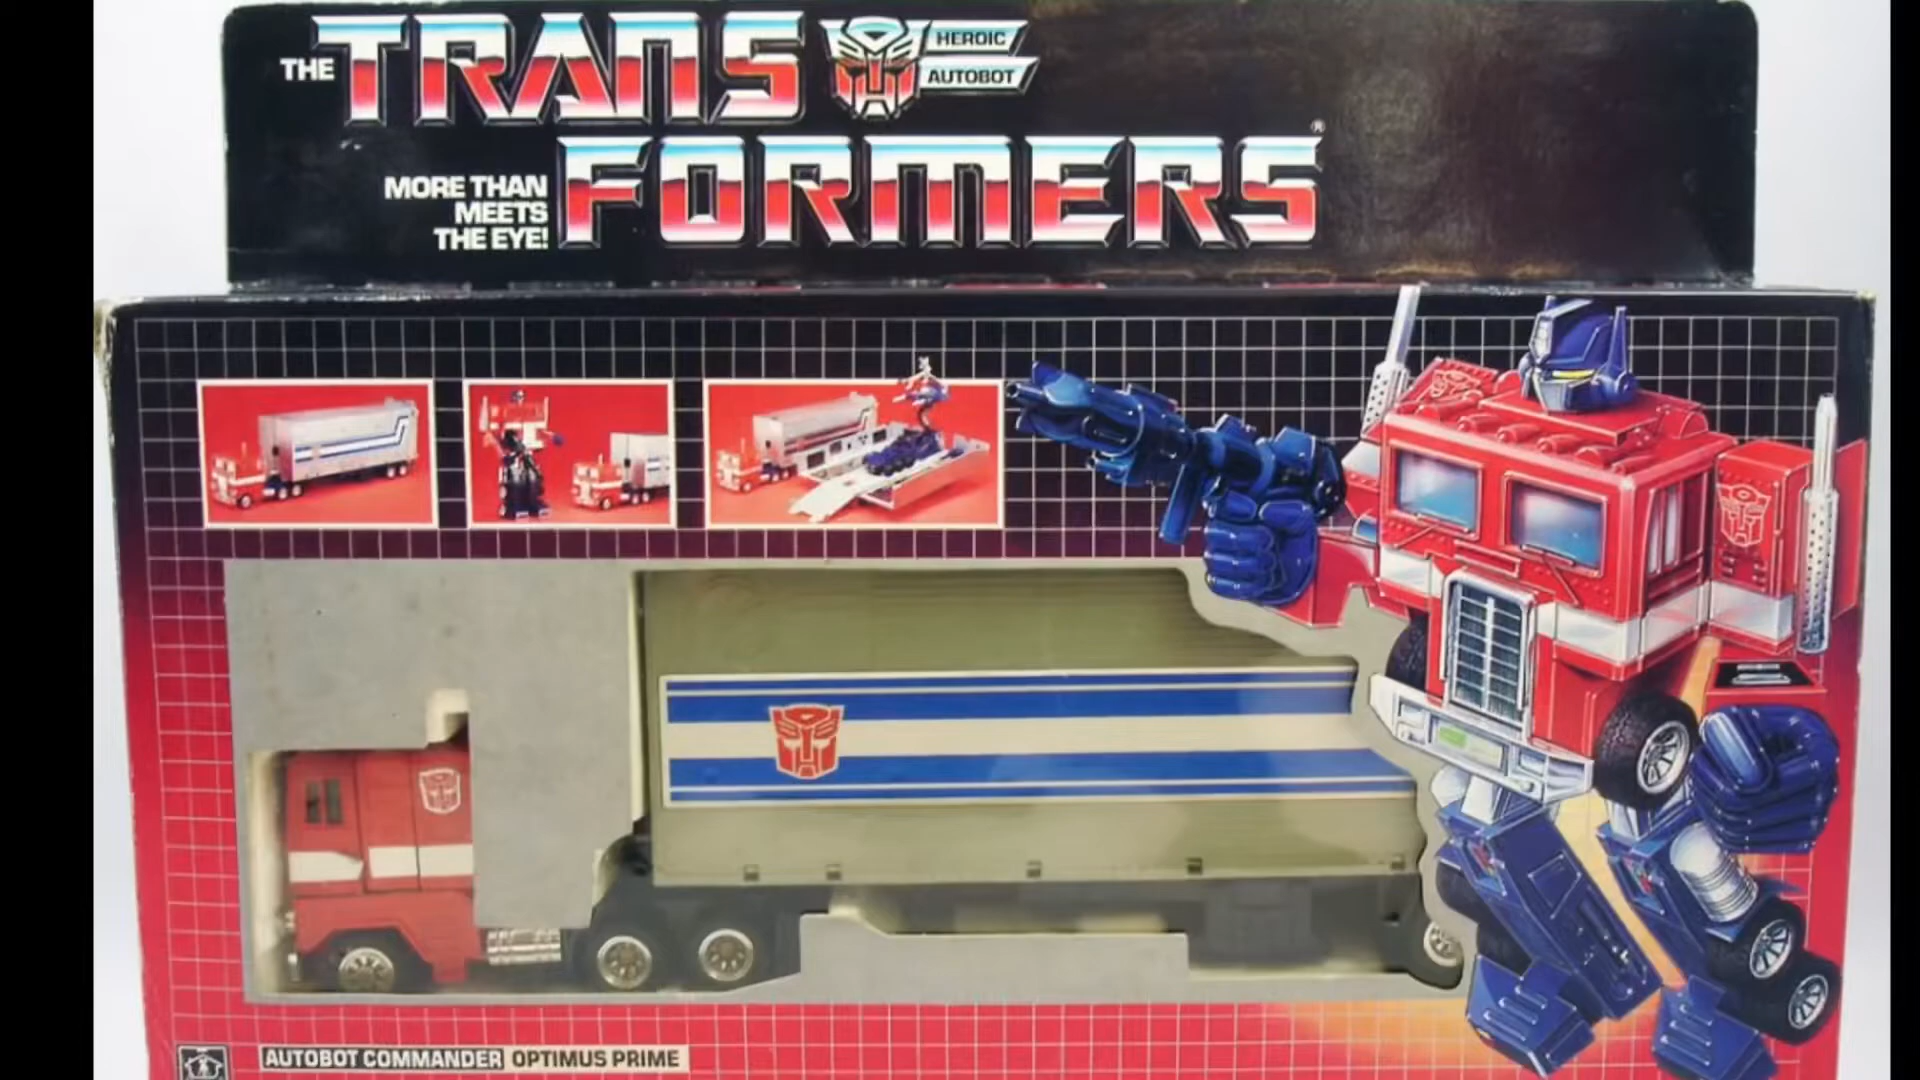 THE TRANS
HEROIC
AUTOBOT
MORE THAN
MEETS
THE EYE!
FORMERS®
AUTOBOT COMMANDER OPTIMUS PRIME